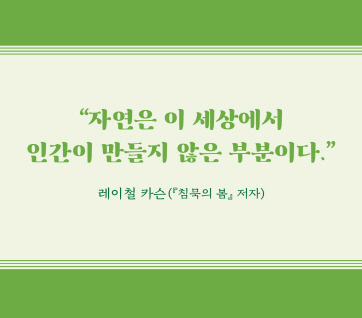 “자연은 이 세상에서
인간이 만들지 않은 부분이다.”
레이첼 카슨(『침묵의 봄』 저자)